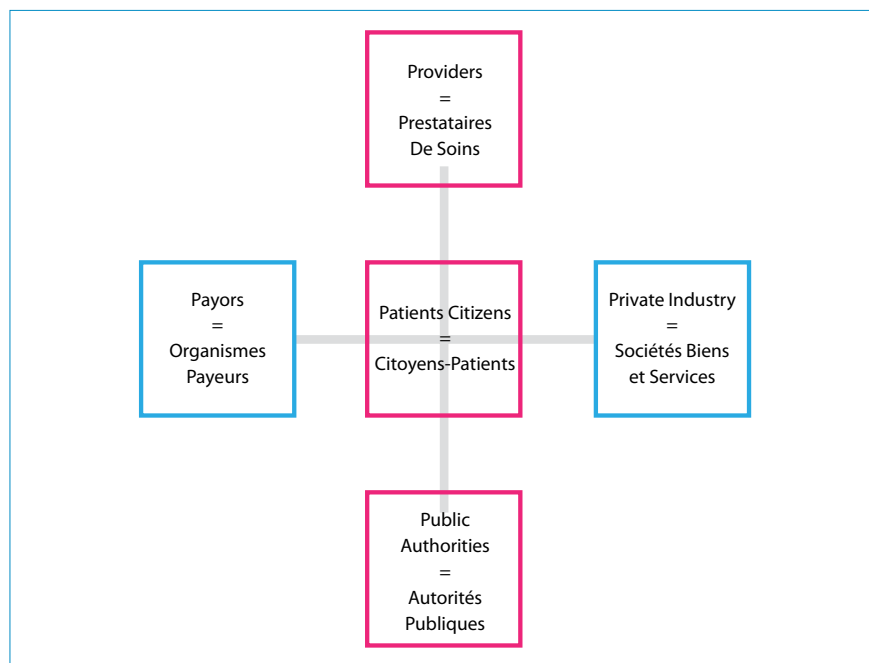 Providers
=
Prestataires
De Soins
Payors
=
Organismes
Payeurs
Patients Citizens
=
Citoyens-Patients
Private Industry
=
Sociétés Biens
et Services
Public
Authorities
=
Autorités
Publiques